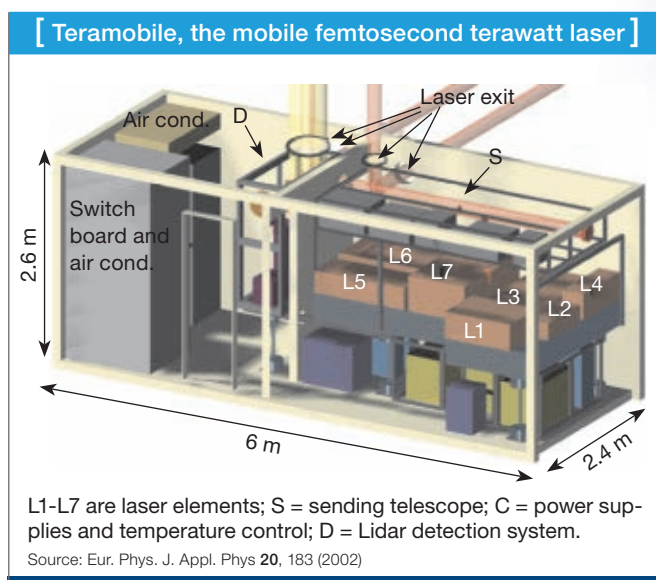 [ Teramobile, the mobile femtosecond terawatt laser ]
Laser exit
Air cond.
D
S
Switch
board and
air cond.
2.6 m
L6
L5
L7
L4
L3
L2
L1
6 m
2.4 m
L1-L7 are laser elements; S = sending telescope; C = power sup-
plies and temperature control; D = Lidar detection system.
Source: Eur. Phys. J. Appl. Phys 20, 183 (2002)